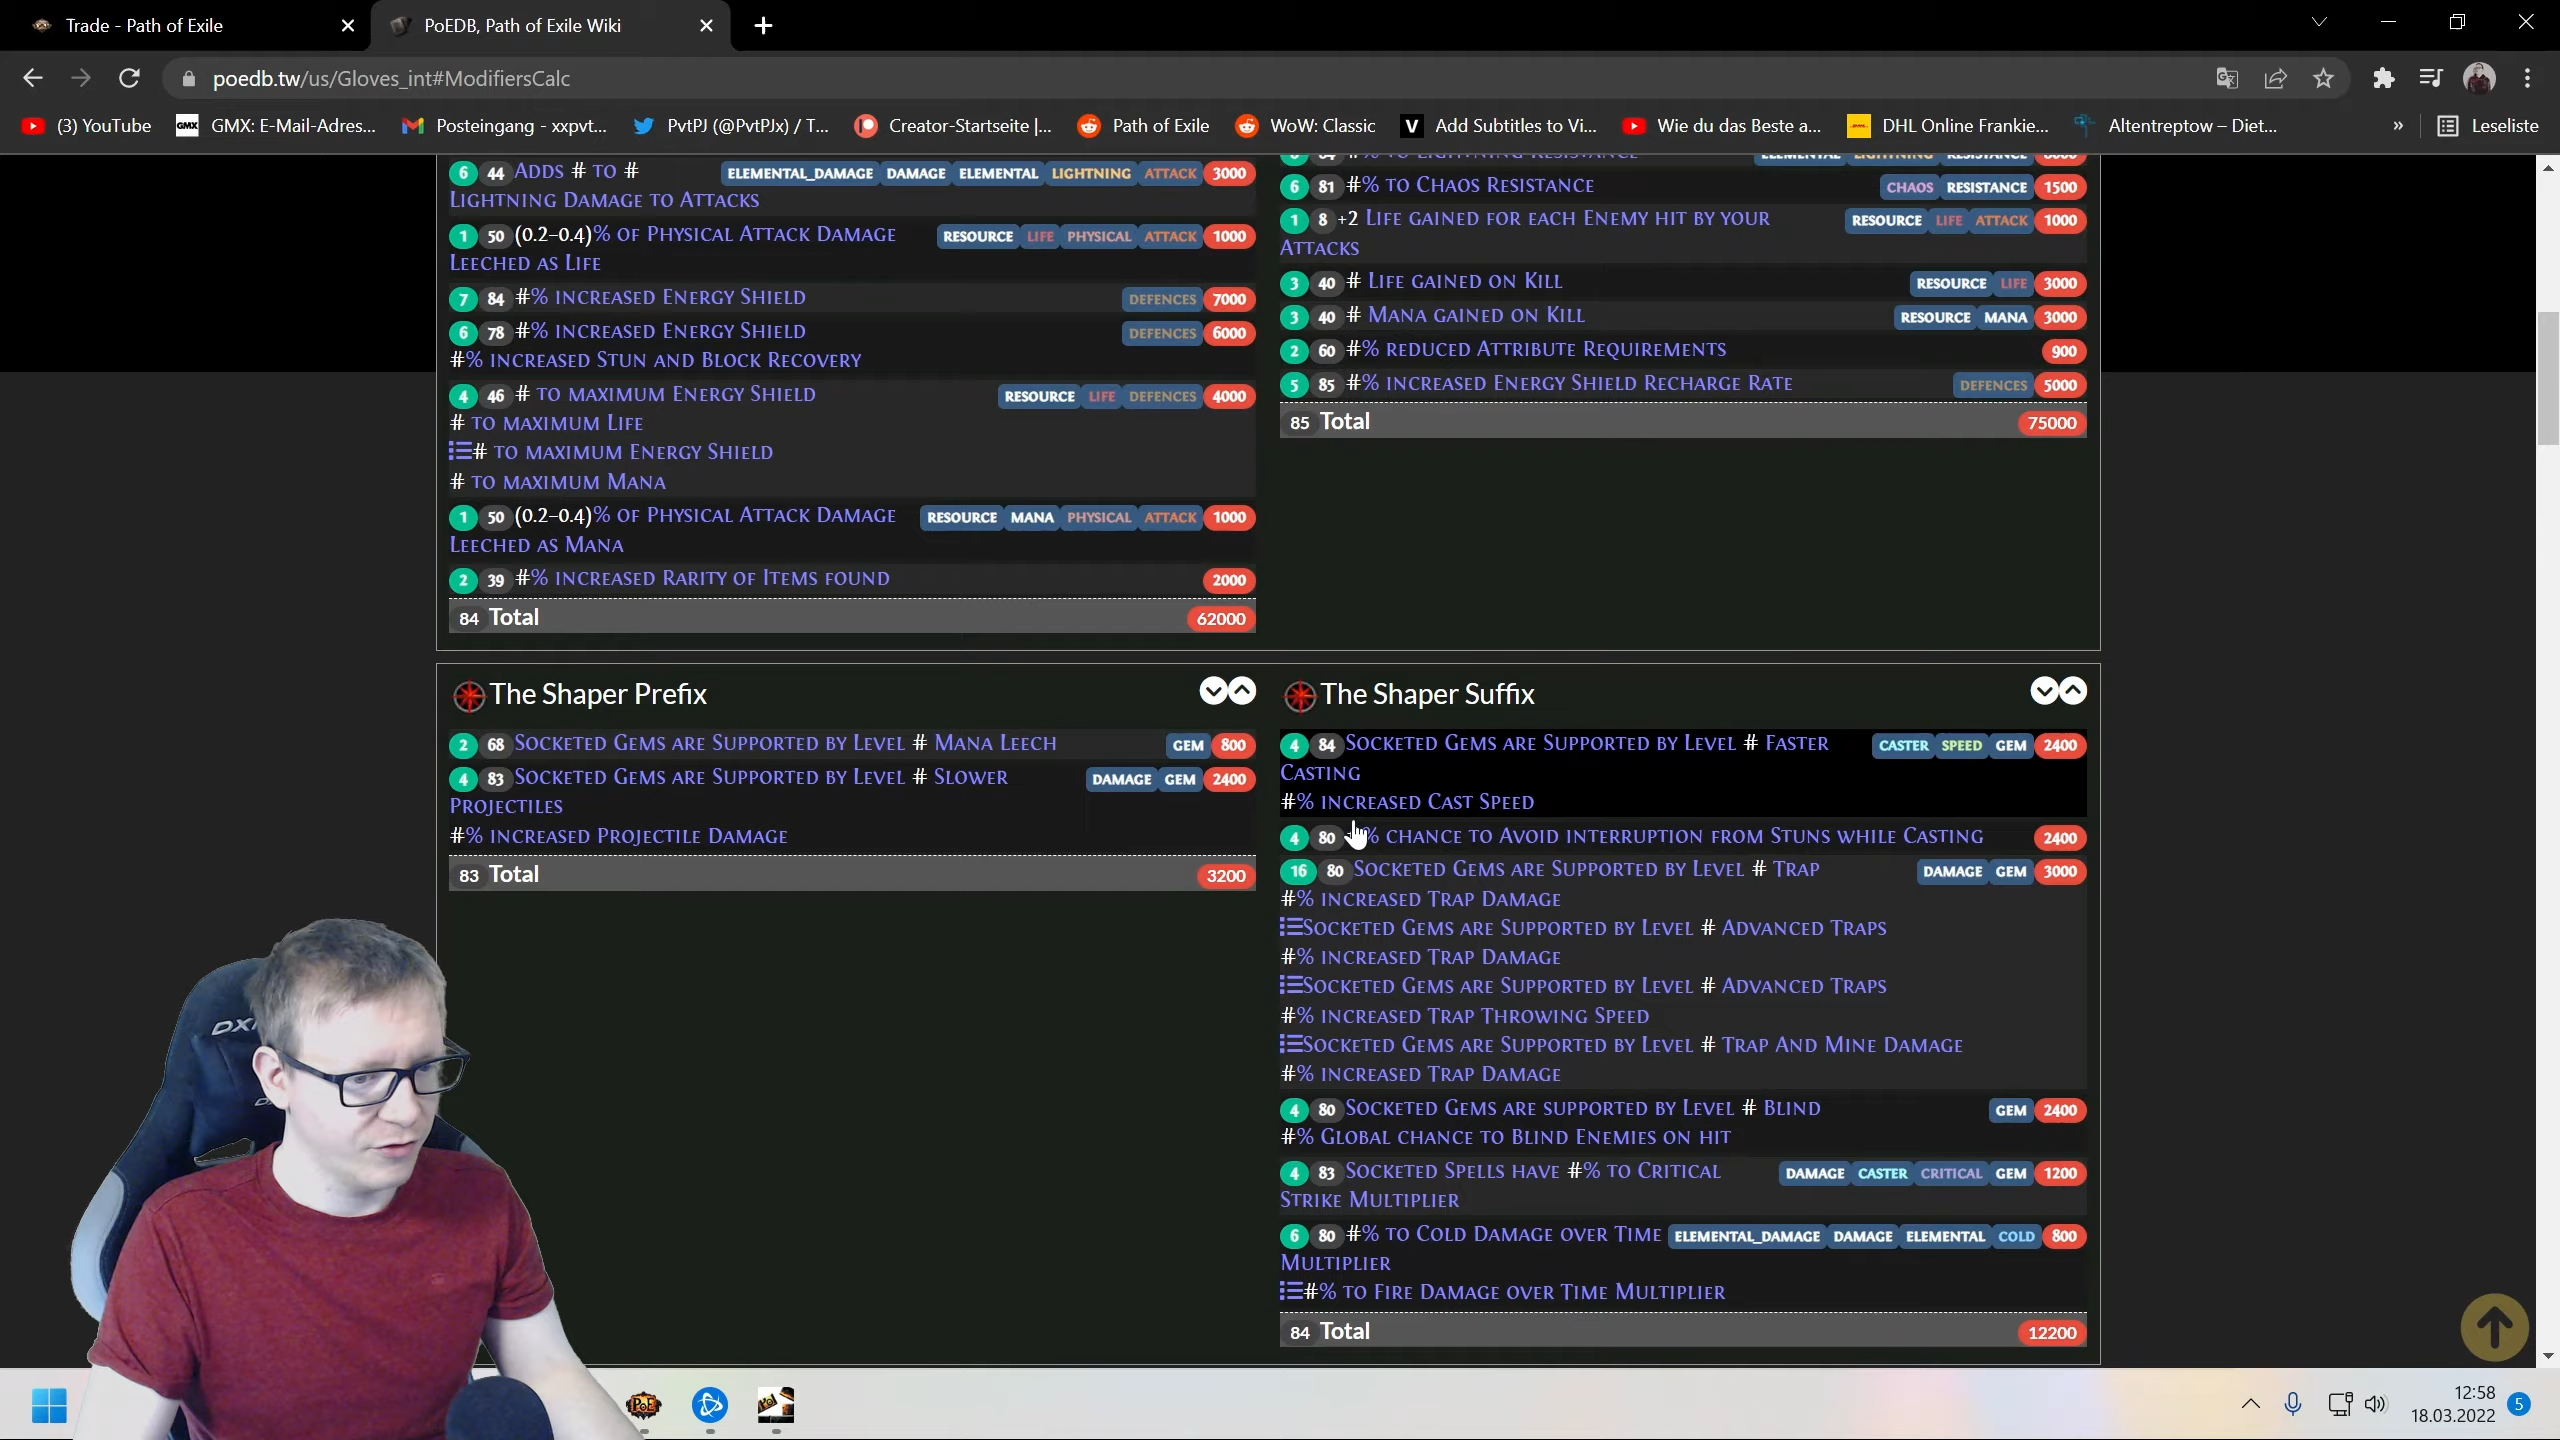 Trade - Path of Exile
PoEDB, Path of Exile Wiki
poedb.tw/us/Gloves_int#ModifiersCalc
(3) YouTube
GMX GMX: E-Mail-Adres...
Posteingang - xxpvt...
PvtPJ (@PvtPJx) / T...
Creator-Startseite |...
Path of Exile
WoW: Classic
V Add Subtitles to Vi...
Wie du das Beste a...
DHL Online Frankie...
Altentreptow – Diet...
»
Leseliste
6 44 Adds # to # ELEMENTAL_DAMAGE DAMAGE ELEMENTAL LIGHTNING ATTACK 3000
Lightning Damage to Attacks
1 50 (0.2–0.4)% of Physical Attack Damage RESOURCE LIFE PHYSICAL ATTACK 1000
Leeched as Life
7 84 #% increased Energy Shield DEFENCES 7000
6 78 #% increased Energy Shield DEFENCES 6000
#% increased Stun and Block Recovery
4 46 # to maximum Energy Shield RESOURCE LIFE DEFENCES 4000
# to maximum Life
# to maximum Energy Shield
# to maximum Mana
1 50 (0.2–0.4)% of Physical Attack Damage RESOURCE MANA PHYSICAL ATTACK 1000
Leeched as Mana
2 39 #% increased Rarity of Items found 2000
84 Total 62000
#% to Lightning Resistance ELEMENTAL LIGHTNING RESISTANCE
6 81 #% to Chaos Resistance CHAOS RESISTANCE 1500
1 8 +2 Life gained for each Enemy hit by your RESOURCE LIFE ATTACK 1000
Attacks
3 40 # Life gained on Kill RESOURCE LIFE 3000
3 40 # Mana gained on Kill RESOURCE MANA 3000
2 60 #% reduced Attribute Requirements 900
5 85 #% increased Energy Shield Recharge Rate DEFENCES 5000
85 Total 75000
The Shaper Prefix
2 68 Socketed Gems are Supported by Level # Mana Leech GEM 800
4 83 Socketed Gems are Supported by Level # Slower DAMAGE GEM 2400
Projectiles
#% increased Projectile Damage
83 Total 3200
The Shaper Suffix
4 84 Socketed Gems are Supported by Level # Faster CASTER SPEED GEM 2400
Casting
#% increased Cast Speed
4 80 % chance to Avoid interruption from Stuns while Casting 2400
16 80 Socketed Gems are Supported by Level # Trap DAMAGE GEM 3000
#% increased Trap Damage
Socketed Gems are Supported by Level # Advanced Traps
#% increased Trap Damage
Socketed Gems are Supported by Level # Advanced Traps
#% increased Trap Throwing Speed
Socketed Gems are Supported by Level # Trap And Mine Damage
#% increased Trap Damage
4 80 Socketed Gems are supported by Level # Blind GEM 2400
#% Global chance to Blind Enemies on hit
4 83 Socketed Spells have #% to Critical DAMAGE CASTER CRITICAL GEM 1200
Strike Multiplier
6 80 #% to Cold Damage over Time ELEMENTAL_DAMAGE DAMAGE ELEMENTAL COLD 800
Multiplier
#% to Fire Damage over Time Multiplier
84 Total 12200
12:58
18.03.2022
5